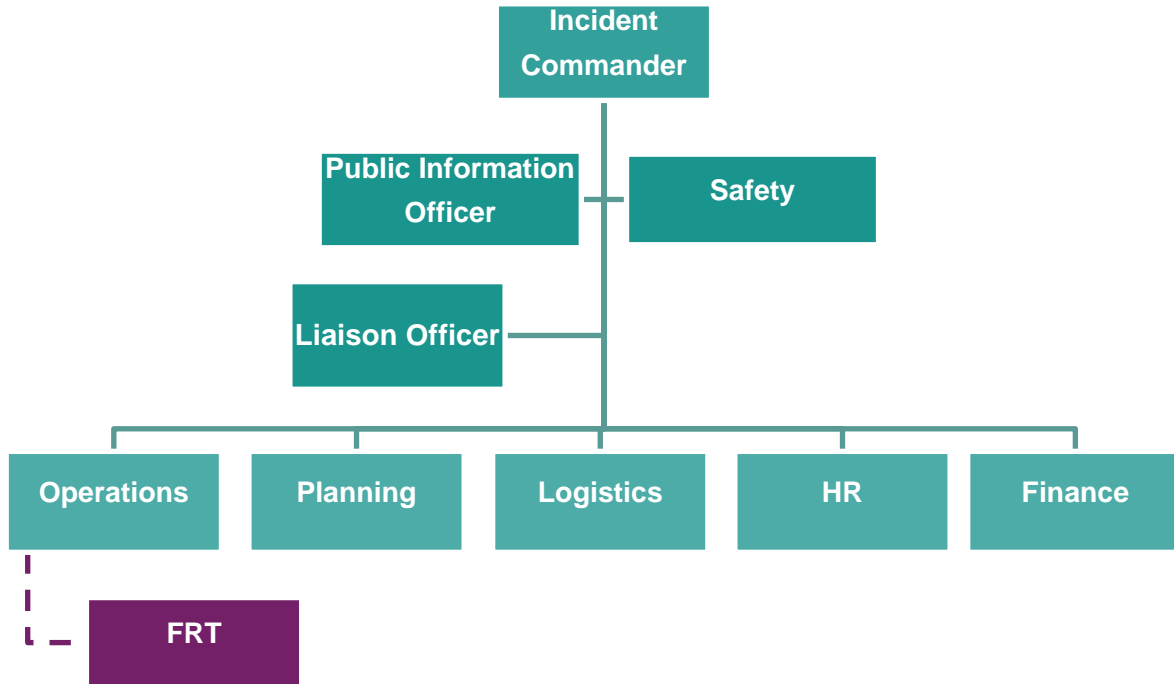 Incident
Commander
Public Information
Officer
Safety
Liaison Officer
Operations
Planning
Logistics
HR
Finance
FRT